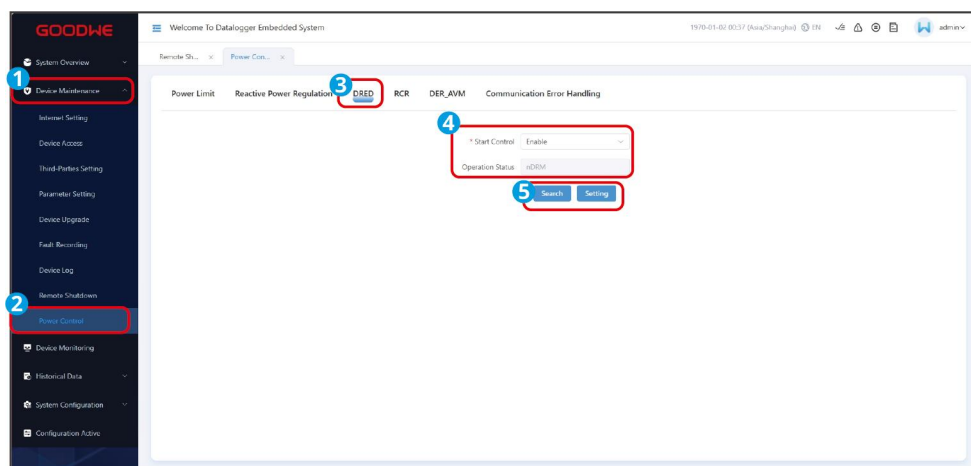 GOODWE
Welcome To Datalogger Embedded System
1970-01-02 00:37 (Asia/Shanghai) EN
admin
Remote Sh... × Power Con... ×
System Overview
1
Device Maintenance
Internet Setting
Device Access
Third-Parties Setting
Parameter Setting
Device Upgrade
Fault Recording
Device Log
Remote Shutdown
2
Power Control
Device Monitoring
Historical Data
System Configuration
Configuration Active
3
Power Limit Reactive Power Regulation DRED RCR DER_AVM Communication Error Handling
4
* Start Control Enable
Operation Status nDRM
5
Search Setting